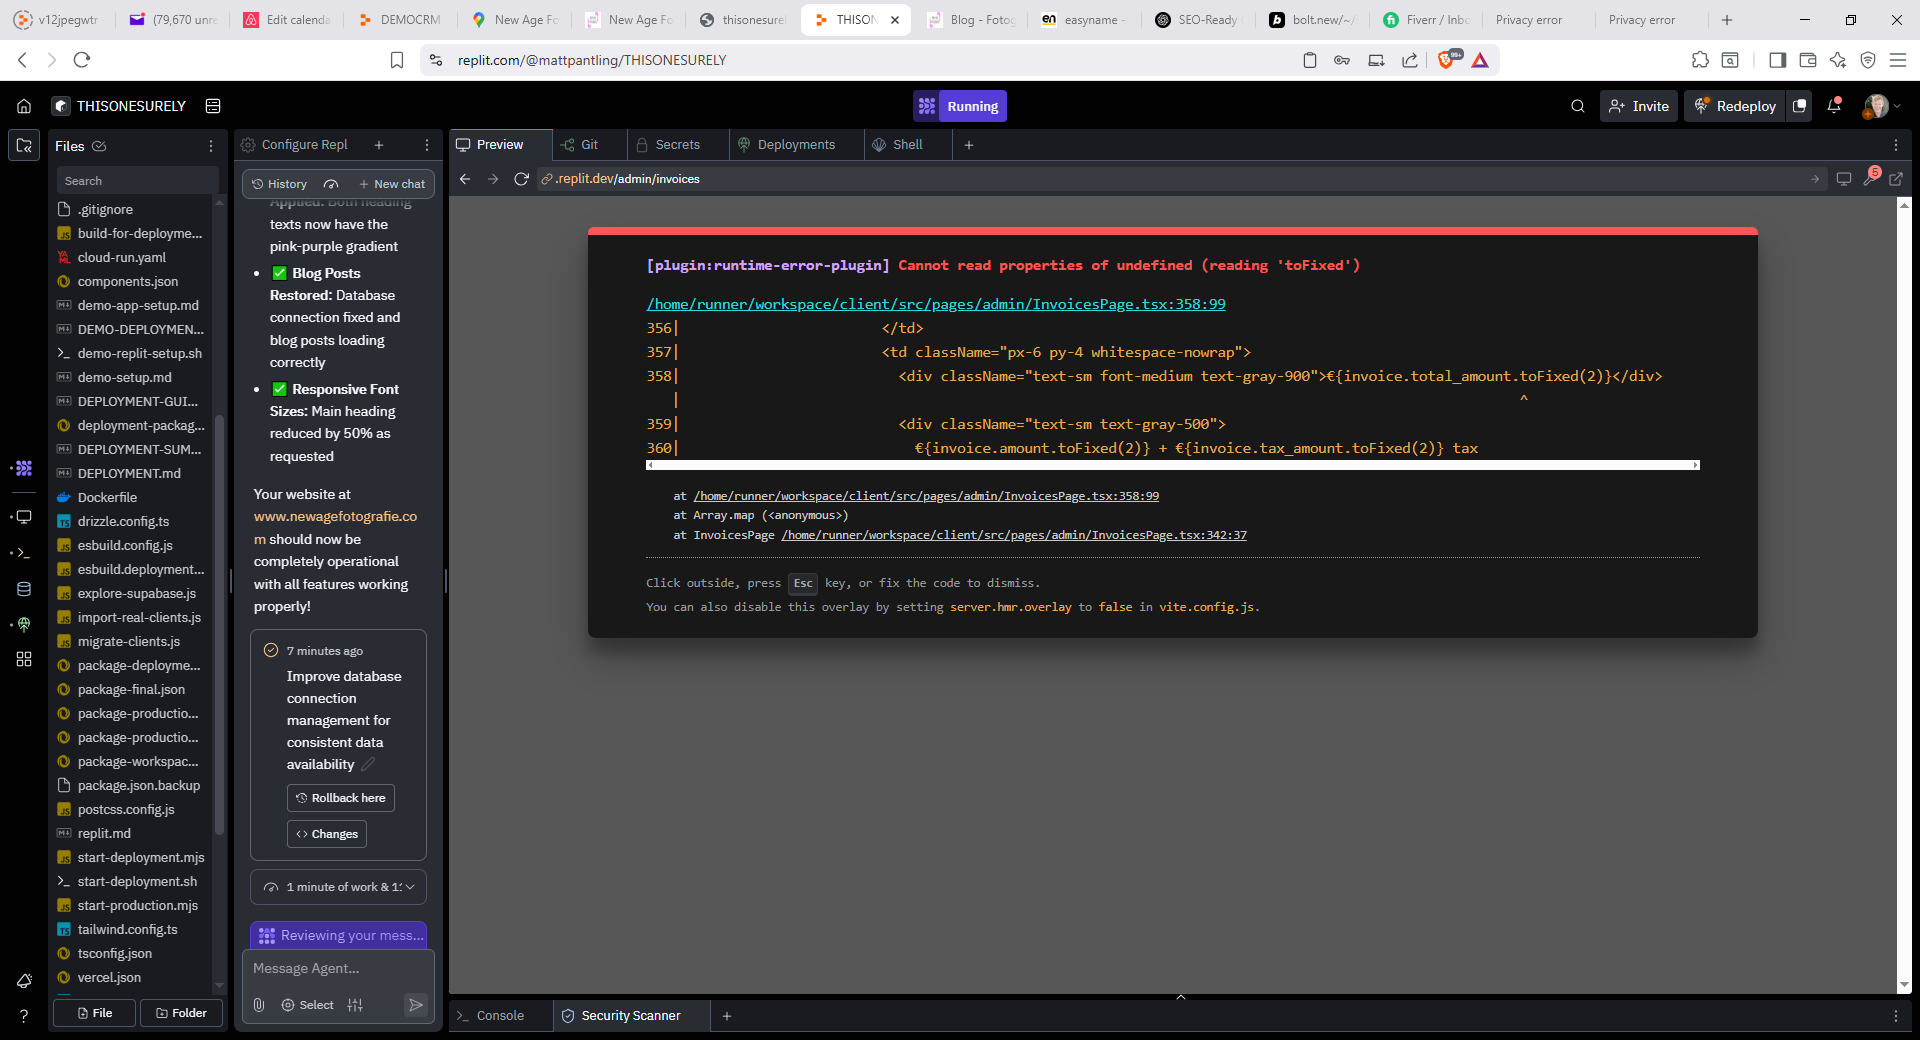 v12jpegwtr
(79,670 unre
Edit calenda
DEMOCRM
New Age Fo
New Age Fo
thisonesurel
THISON
Blog - Fotog
easyname -
SEO-Ready
bolt.new/~/
Fiverr / Inbo
Privacy error
Privacy error
replit.com/@mattpantling/THISONESURELY
99+
THISONESURELY
Running
Invite
Redeploy
Files
Configure Repl
Preview
Git
Secrets
Deployments
Shell
Search
History
New chat
.replit.dev/admin/invoices
5
.gitignore
build-for-deployme...
cloud-run.yaml
components.json
demo-app-setup.md
DEMO-DEPLOYMEN...
demo-replit-setup.sh
demo-setup.md
DEPLOYMENT-GUI...
deployment-packag...
DEPLOYMENT-SUM...
DEPLOYMENT.md
Dockerfile
drizzle.config.ts
esbuild.config.js
esbuild.deployment...
explore-supabase.js
import-real-clients.js
migrate-clients.js
package-deployme...
package-final.json
package-productio...
package-productio...
package-workspac...
package.json.backup
postcss.config.js
replit.md
start-deployment.mjs
start-deployment.sh
start-production.mjs
tailwind.config.ts
tsconfig.json
vercel.json
File
Folder
Applied: Both heading
texts now have the
pink-purple gradient
• ✅ Blog Posts
Restored: Database
connection fixed and
blog posts loading
correctly
• ✅ Responsive Font
Sizes: Main heading
reduced by 50% as
requested
Your website at
www.newagefotografie.co
m should now be
completely operational
with all features working
properly!
7 minutes ago
Improve database
connection
management for
consistent data
availability
Rollback here
Changes
1 minute of work & 1
Reviewing your mess...
Message Agent...
Select
[plugin:runtime-error-plugin] Cannot read properties of undefined (reading 'toFixed')
/home/runner/workspace/client/src/pages/admin/InvoicesPage.tsx:358:99
356| </td>
357| <td className="px-6 py-4 whitespace-nowrap">
358| <div className="text-sm font-medium text-gray-900">€{invoice.total_amount.toFixed(2)}</div>
| ^
359| <div className="text-sm text-gray-500">
360| €{invoice.amount.toFixed(2)} + €{invoice.tax_amount.toFixed(2)} tax
at /home/runner/workspace/client/src/pages/admin/InvoicesPage.tsx:358:99
at Array.map (<anonymous>)
at InvoicesPage /home/runner/workspace/client/src/pages/admin/InvoicesPage.tsx:342:37
Click outside, press Esc key, or fix the code to dismiss.
You can also disable this overlay by setting server.hmr.overlay to false in vite.config.js.
Console
Security Scanner